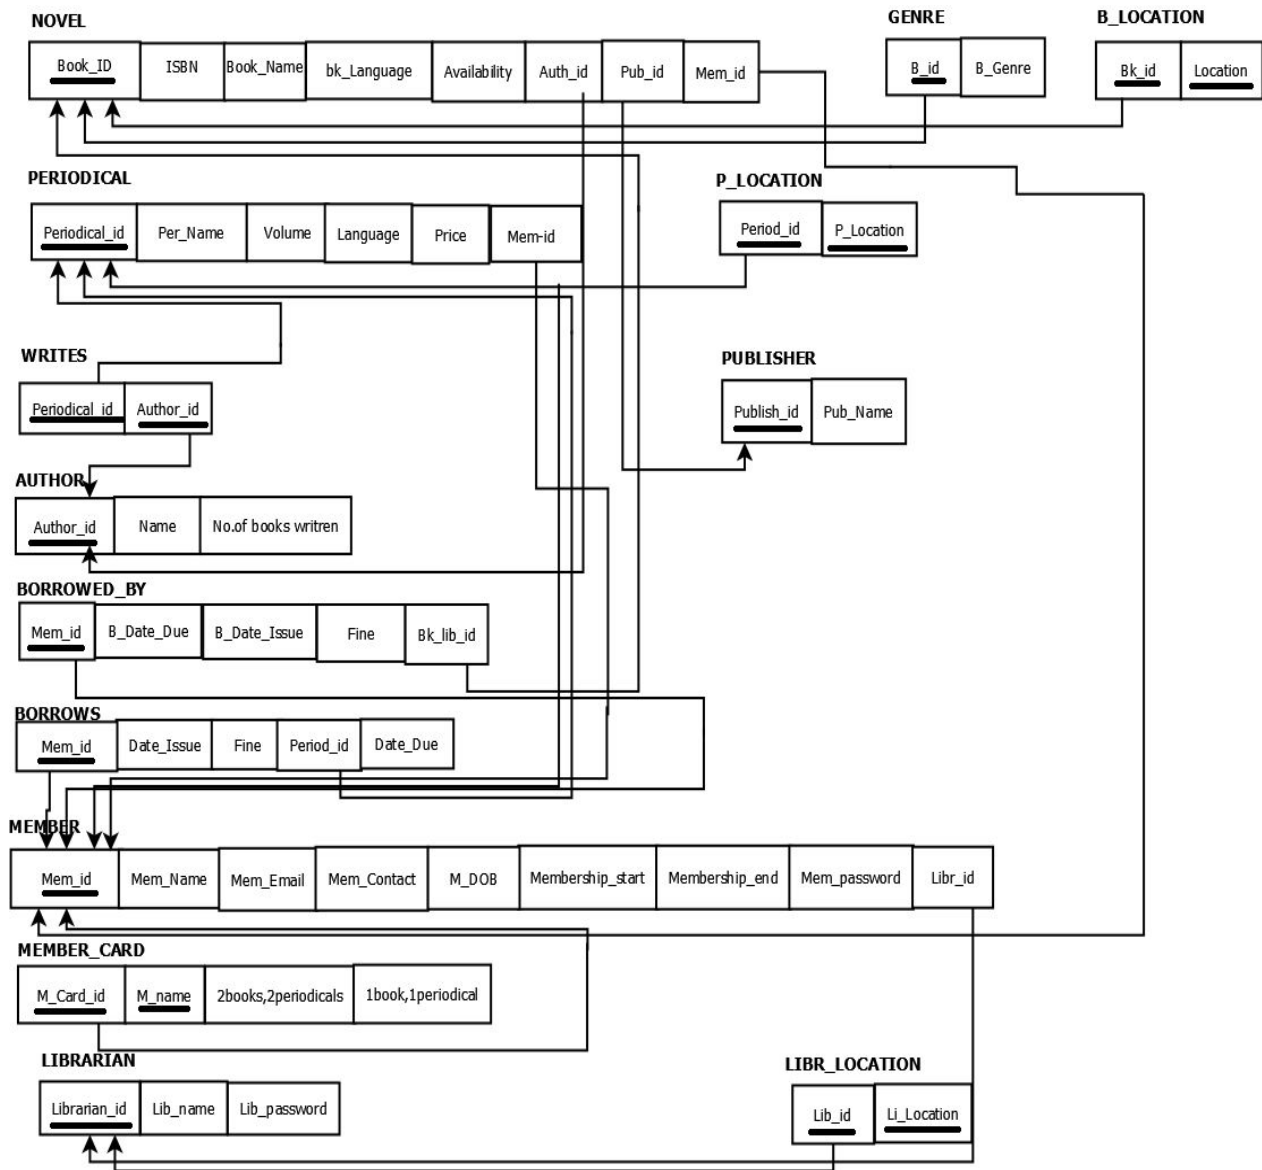 NOVEL
Book_ID ISBN Book_Name bk_Language Availability Auth_id Pub_id Mem_id
GENRE
B_id B_Genre
B_LOCATION
Bk_id Location
PERIODICAL
Periodical_id Per_Name Volume Language Price Mem-id
P_LOCATION
Period_id P_Location
WRITES
Periodical_id Author_id
PUBLISHER
Publish_id Pub_Name
AUTHOR
Author_id Name No.of books writren
BORROWED_BY
Mem_id B_Date_Due B_Date_Issue Fine Bk_lib_id
BORROWS
Mem_id Date_Issue Fine Period_id Date_Due
MEMBER
Mem_id Mem_Name Mem_Email Mem_Contact M_DOB Membership_start Membership_end Mem_password Libr_id
MEMBER_CARD
M_Card_id M_name 2books,2periodicals 1book,1periodical
LIBRARIAN
Librarian_id Lib_name Lib_password
LIBR_LOCATION
Lib_id Li_Location